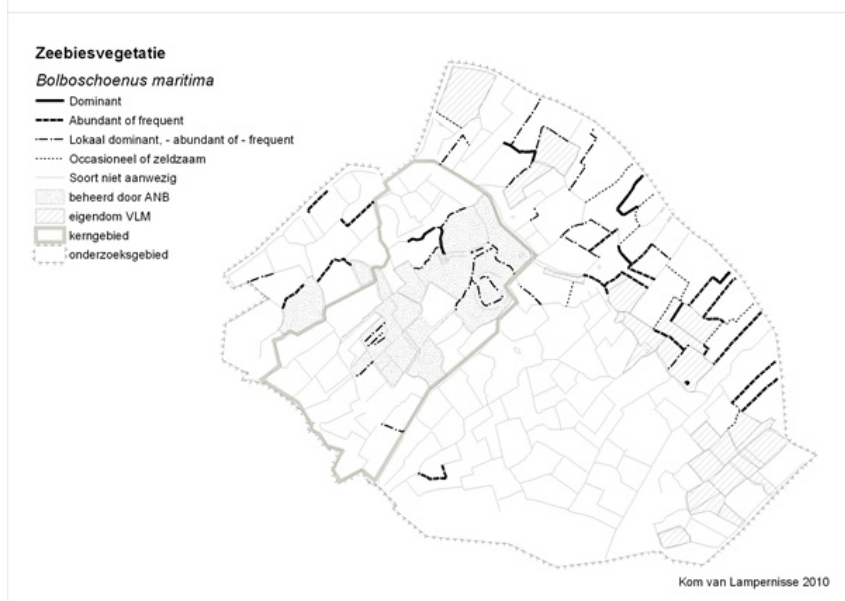 Zeebiesvegetatie
Bolboschoenus maritima
Dominant
Abundant of frequent
Lokaal dominant, - abundant of - frequent
Occasioneel of zeldzaam
Soort niet aanwezig
beheerd door ANB
eigendom VLM
kerngebied
onderzoeksgebied
Kom van Lampernisse 2010